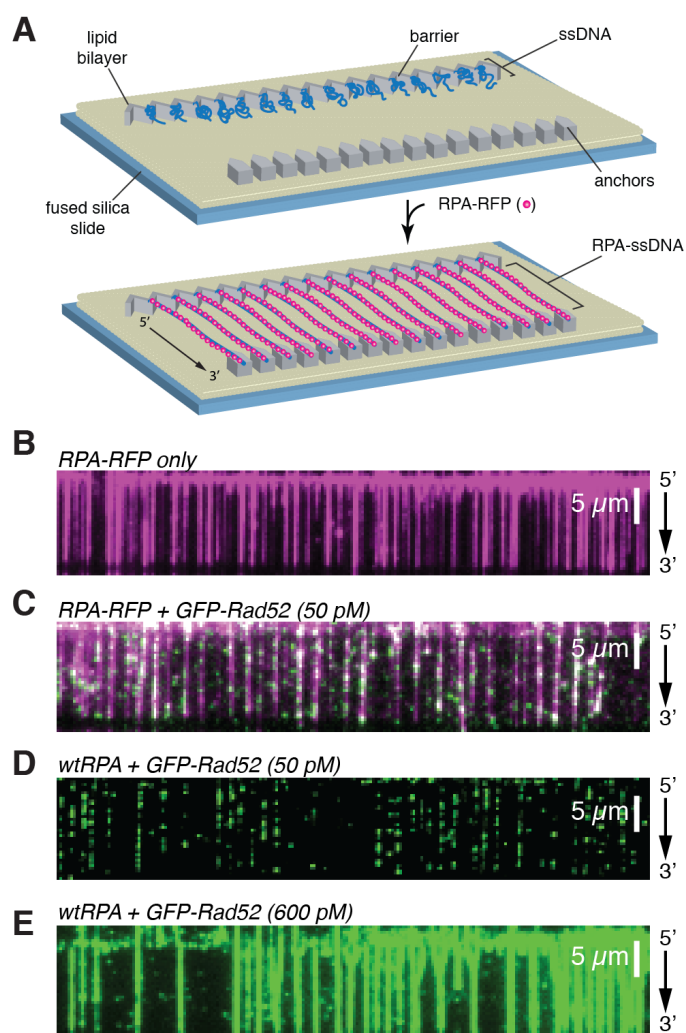 A
lipid
bilayer
barrier
ssDNA
fused silica
slide
anchors
RPA-RFP ( )
RPA-ssDNA
5’
3’
B
RPA-RFP only
5 µm
5’
3’
C
RPA-RFP + GFP-Rad52 (50 pM)
5 µm
5’
3’
D
wtRPA + GFP-Rad52 (50 pM)
5 µm
5’
3’
E
wtRPA + GFP-Rad52 (600 pM)
5 µm
5’
3’